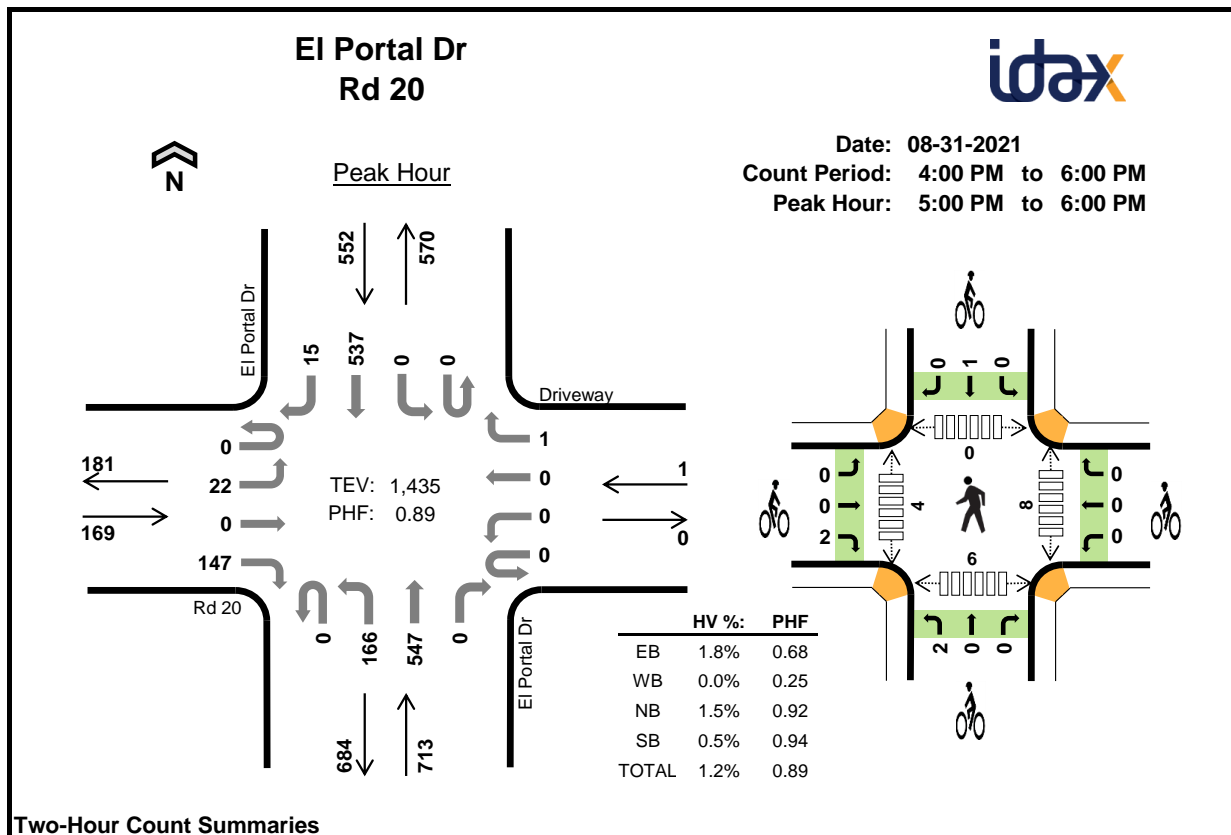 El Portal Dr
Rd 20
idax
N
Peak Hour
Date: 08-31-2021
Count Period: 4:00 PM to 6:00 PM
Peak Hour: 5:00 PM to 6:00 PM
552
570
El Portal Dr
15
537
0
0
Driveway
0
22
0
147
181
169
TEV: 1,435
PHF: 0.89
1
0
0
0
1
0
Rd 20
0
166
547
0
El Portal Dr
684
713
HV %: PHF
EB 1.8% 0.68
WB 0.0% 0.25
NB 1.5% 0.92
SB 0.5% 0.94
TOTAL 1.2% 0.89
0
1
0
0
0
0
2
4
8
0
0
0
6
2
0
0
Two-Hour Count Summaries